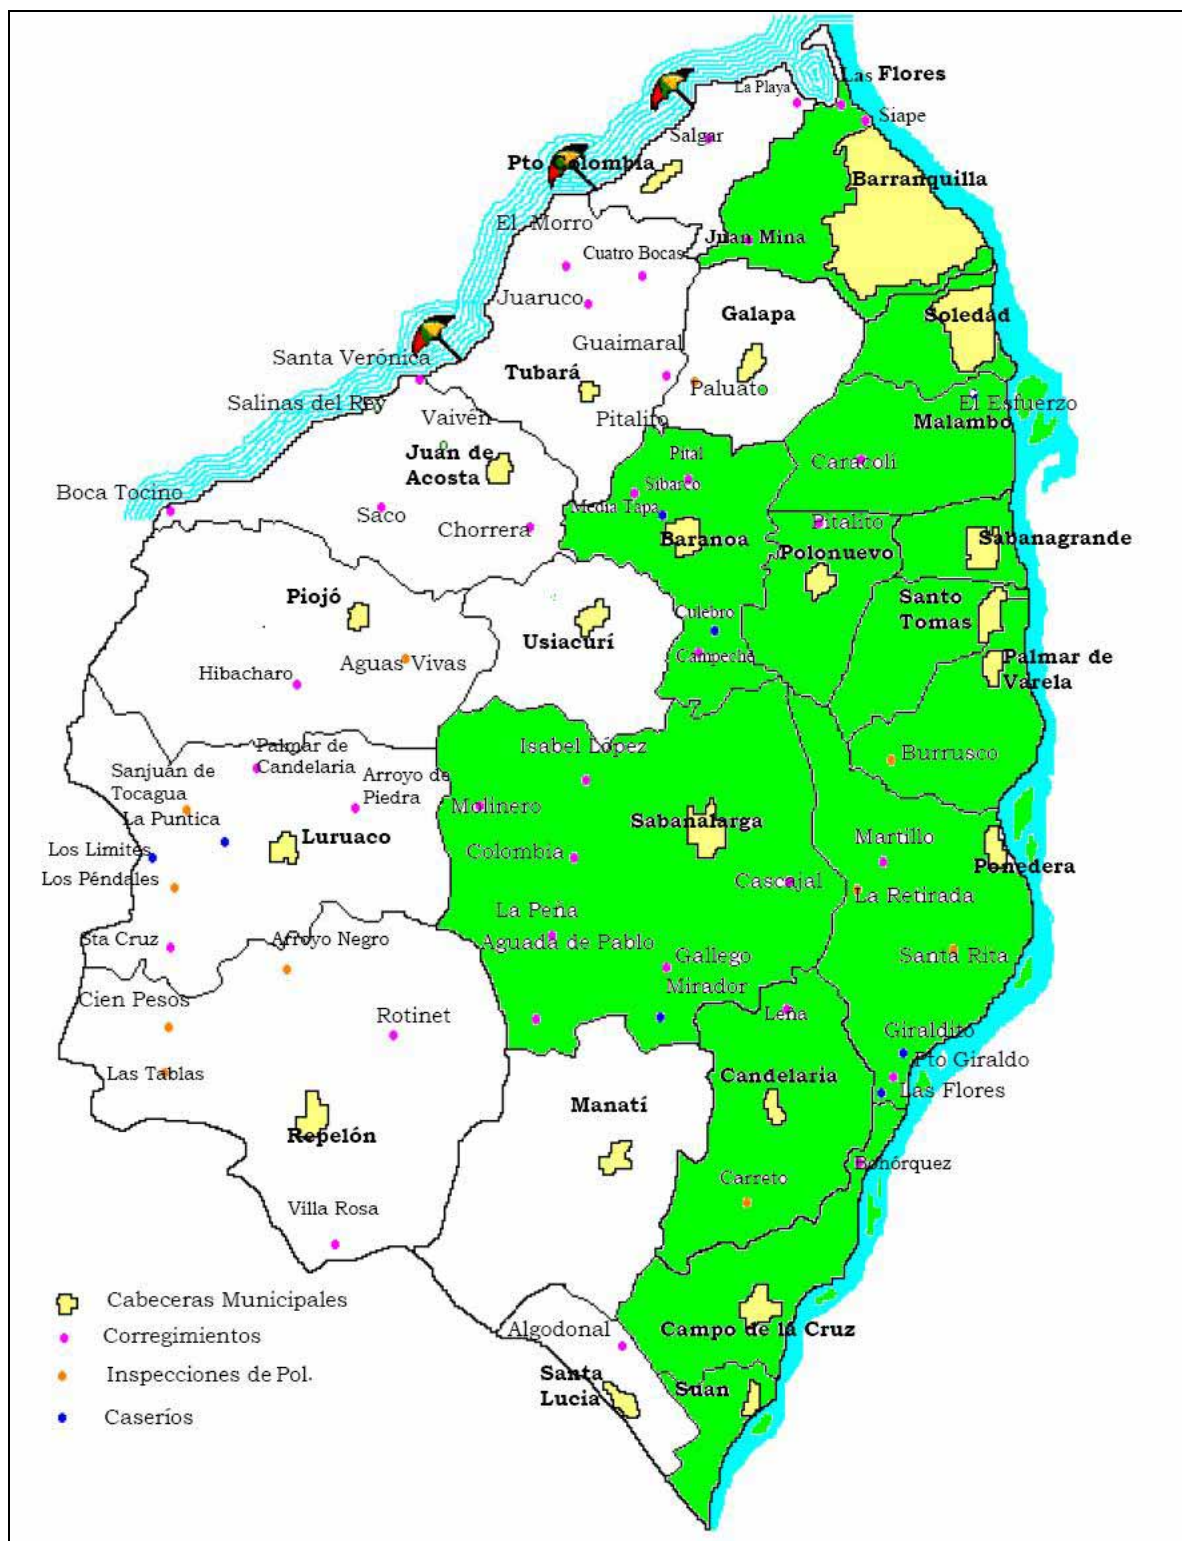 Las Flores
La Playa
Siape
Salgar
Pto Colombia
Barranquilla
El Morro
Juan Mina
Cuatro Bocas
Juaruco
Galapa
Soledad
Guaimaral
Santa Verónica
Tubará
Paluato
Salinas del Rey
Vaivén
Pitalito
El Esfuerzo
Malambo
Juan de
Acosta
Pital
Caracolí
Sibarco
Boca Tocino
Saco
Media Tapa
Chorrera
Pitalito
Baranoa
Sabanagrande
Polonuevo
Piojó
Santo
Tomas
Culebro
Usiacurí
Campeche
Palmar de
Varela
Aguas Vivas
Hibacharo
Palmar de
Candelaria
Isabel López
Burrusco
Sanjuan de
Tocagua
Arroyo de
Piedra
La Puntica
Molinero
Sabanalarga
Luruaco
Martillo
Los Limites
Colombia
Ponedera
Los Péndales
Cascajal
La Retirada
La Peña
Sta Cruz
Arroyo Negro
Aguada de Pablo
Gallego
Santa Rita
Mirador
Cien Pesos
Rotinet
Lena
Giraldito
Pto Giraldo
Las Tablas
Candelaria
Las Flores
Manatí
Repelón
Bohórquez
Carreto
Villa Rosa
Cabeceras Municipales
Corregimientos
Algodonal
Campo de la Cruz
Inspecciones de Pol.
Santa
Lucia
Suan
Caseríos